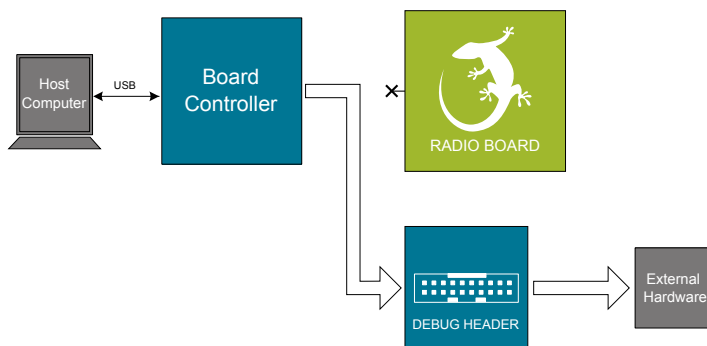 Host
Computer
USB
Board
Controller
RADIO BOARD
DEBUG HEADER
External
Hardware